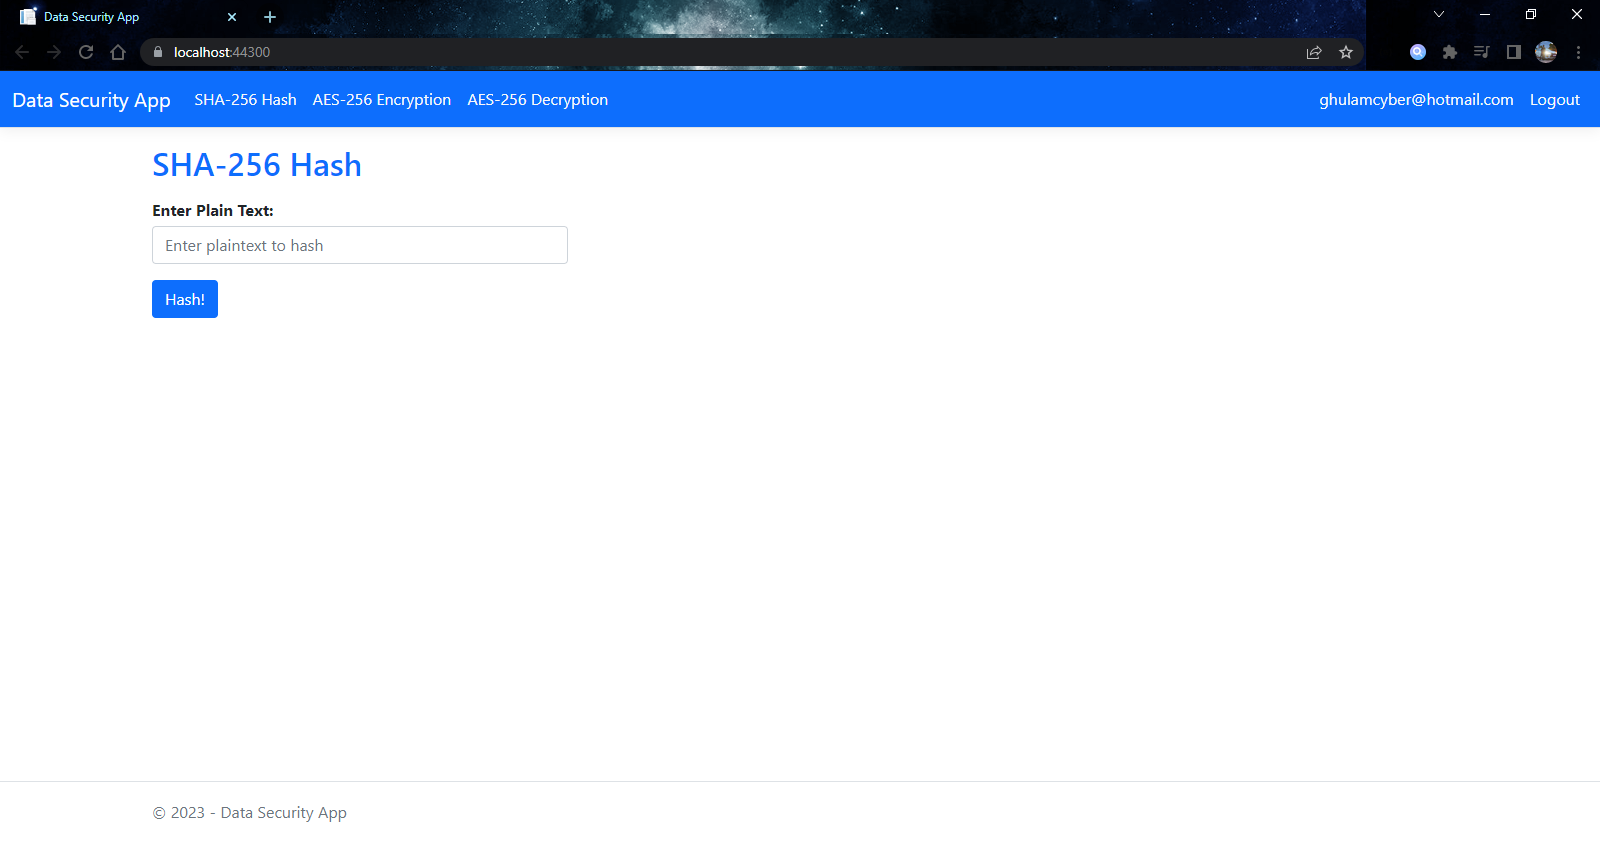 Data Security App
localhost:44300
Data Security App SHA-256 Hash AES-256 Encryption AES-256 Decryption ghulamcyber@hotmail.com Logout
SHA-256 Hash
Enter Plain Text:
Enter plaintext to hash
Hash!
© 2023 - Data Security App